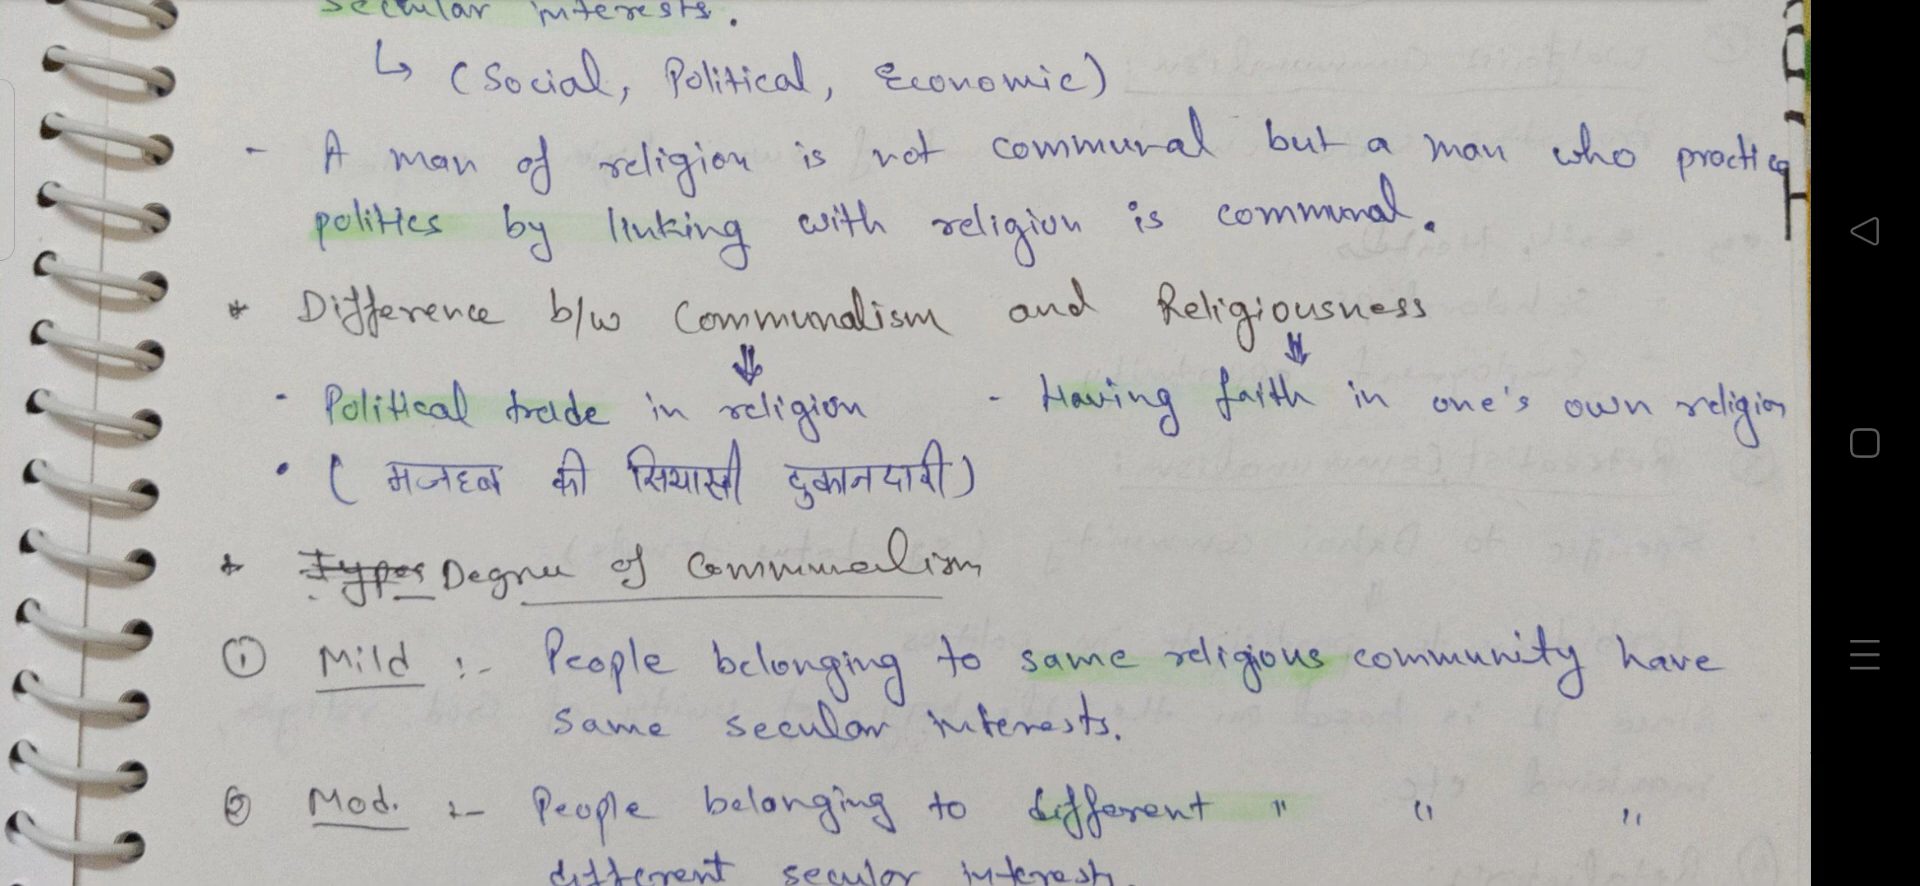 secular interests.
↳ (Social, Political, Economic)
- A man of religion is not communal but a man who practice
politics by linking with religion is communal.
* Difference b/w Communalism and Religiousness
- Political trade in religion - Having faith in one's own religion
• (मजहब की सियासी दुकानदारी)
* Types Degree of Communalism
① Mild :- People belonging to same religious community have
same secular interests.
② Mod. :- People belonging to different " " "
different secular interests.